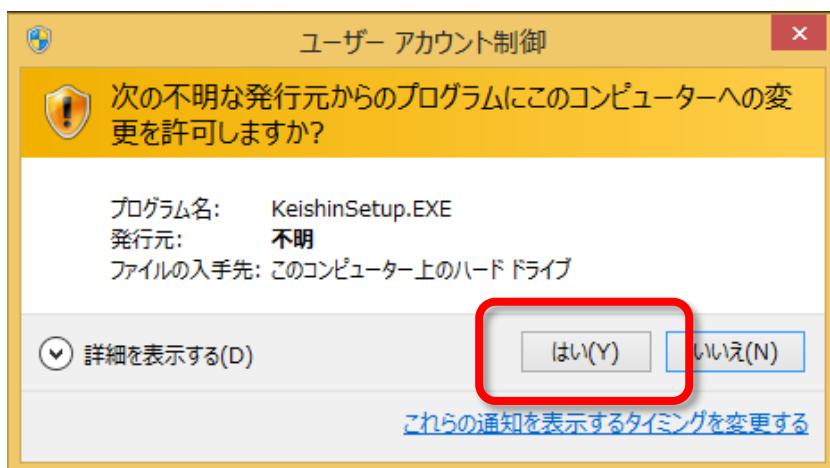 ユーザー アカウント制御
次の不明な発行元からのプログラムにこのコンピューターへの変
更を許可しますか?
プログラム名: KeishinSetup.EXE
発行元: 不明
ファイルの入手先: このコンピューター上のハード ドライブ
詳細を表示する(D) はい(Y) いいえ(N)
これらの通知を表示するタイミングを変更する